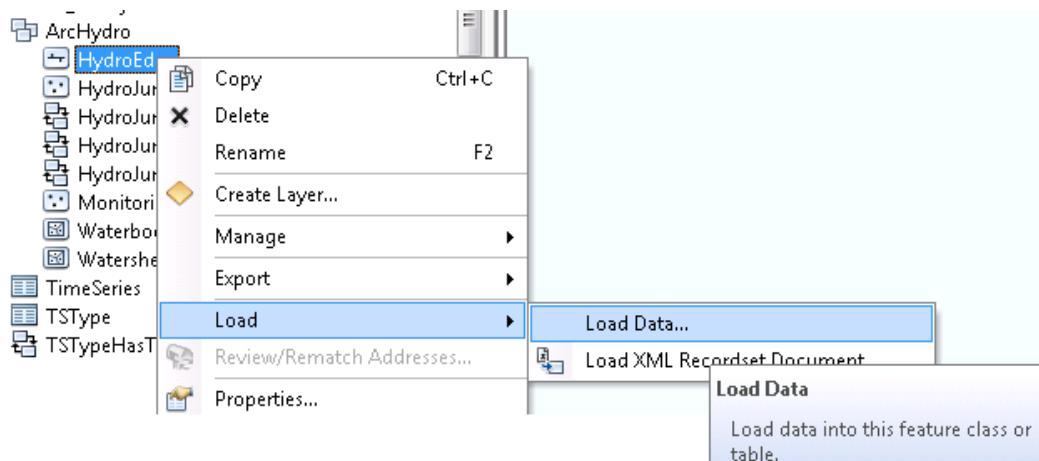 ArcHydro
HydroEd
HydroJur
HydroJur
HydroJur
HydroJur
Monitori
Waterbo
Watershe
TimeSeries
TSType
TSTypeHasT
Copy Ctrl+C
Delete
Rename F2
Create Layer...
Manage
Export
Load
Review/Rematch Addresses...
Properties...
Load Data...
Load XML Recordset Document
Load Data
Load data into this feature class or
table.